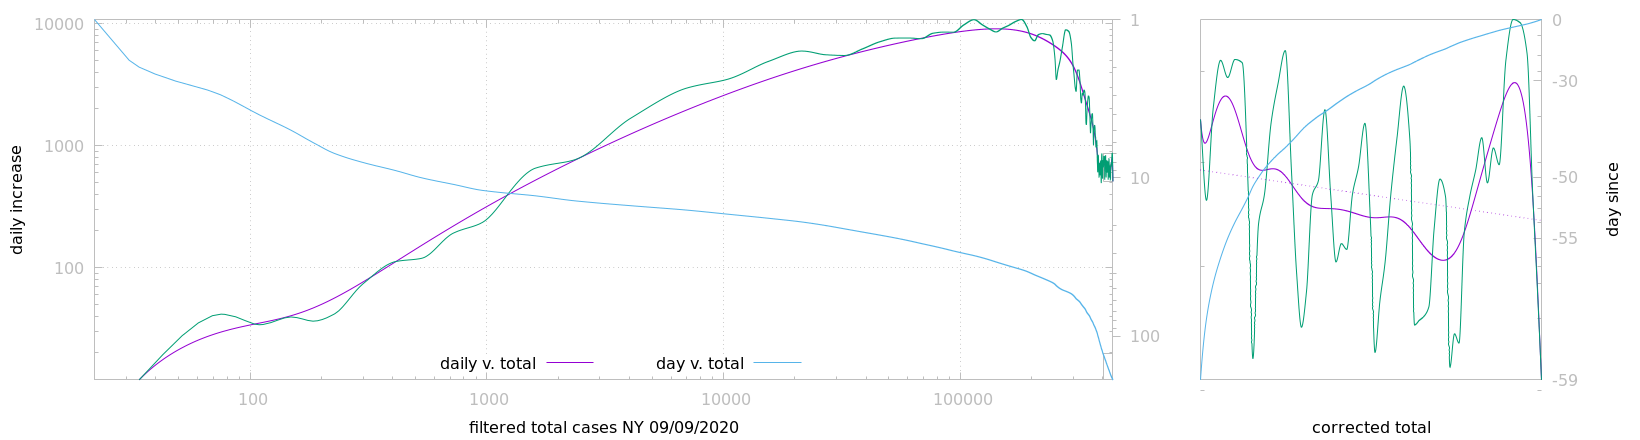 10000
1000
100
daily increase
100
1000
10000
100000
filtered total cases NY 09/09/2020
daily v. total
day v. total
1
10
100
0
-30
-50
-55
-59
day since
corrected total